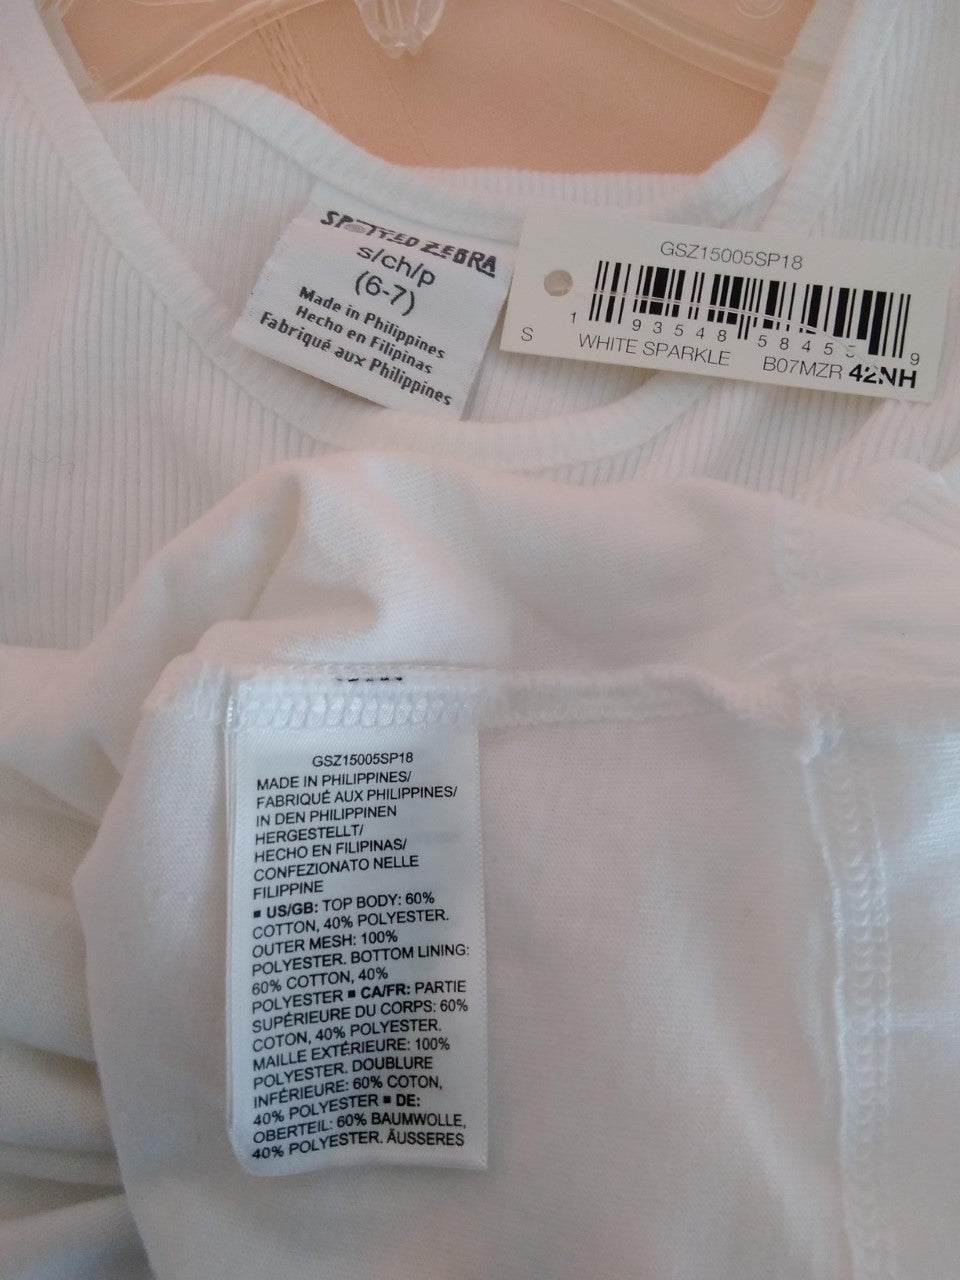 SPOTTED ZEBRA
s/ch/p
(6-7)
Made in Philippines
Hecho en Filipinas
Fabriqué aux Philippines
GSZ15005SP18
1 93548 58455 9
S WHITE SPARKLE B07MZR 42NH
GSZ15005SP18
MADE IN PHILIPPINES/
FABRIQUÉ AUX PHILIPPINES/
IN DEN PHILIPPINEN
HERGESTELLT/
HECHO EN FILIPINAS/
CONFEZIONATO NELLE
FILIPPINE
▪ US/GB: TOP BODY: 60%
COTTON, 40% POLYESTER.
OUTER MESH: 100%
POLYESTER. BOTTOM LINING:
60% COTTON, 40%
POLYESTER ▪ CA/FR: PARTIE
SUPÉRIEURE DU CORPS: 60%
COTON, 40% POLYESTER.
MAILLE EXTÉRIEURE: 100%
POLYESTER. DOUBLURE
INFÉRIEURE: 60% COTON,
40% POLYESTER ▪ DE:
OBERTEIL: 60% BAUMWOLLE,
40% POLYESTER. ÄUSSERES